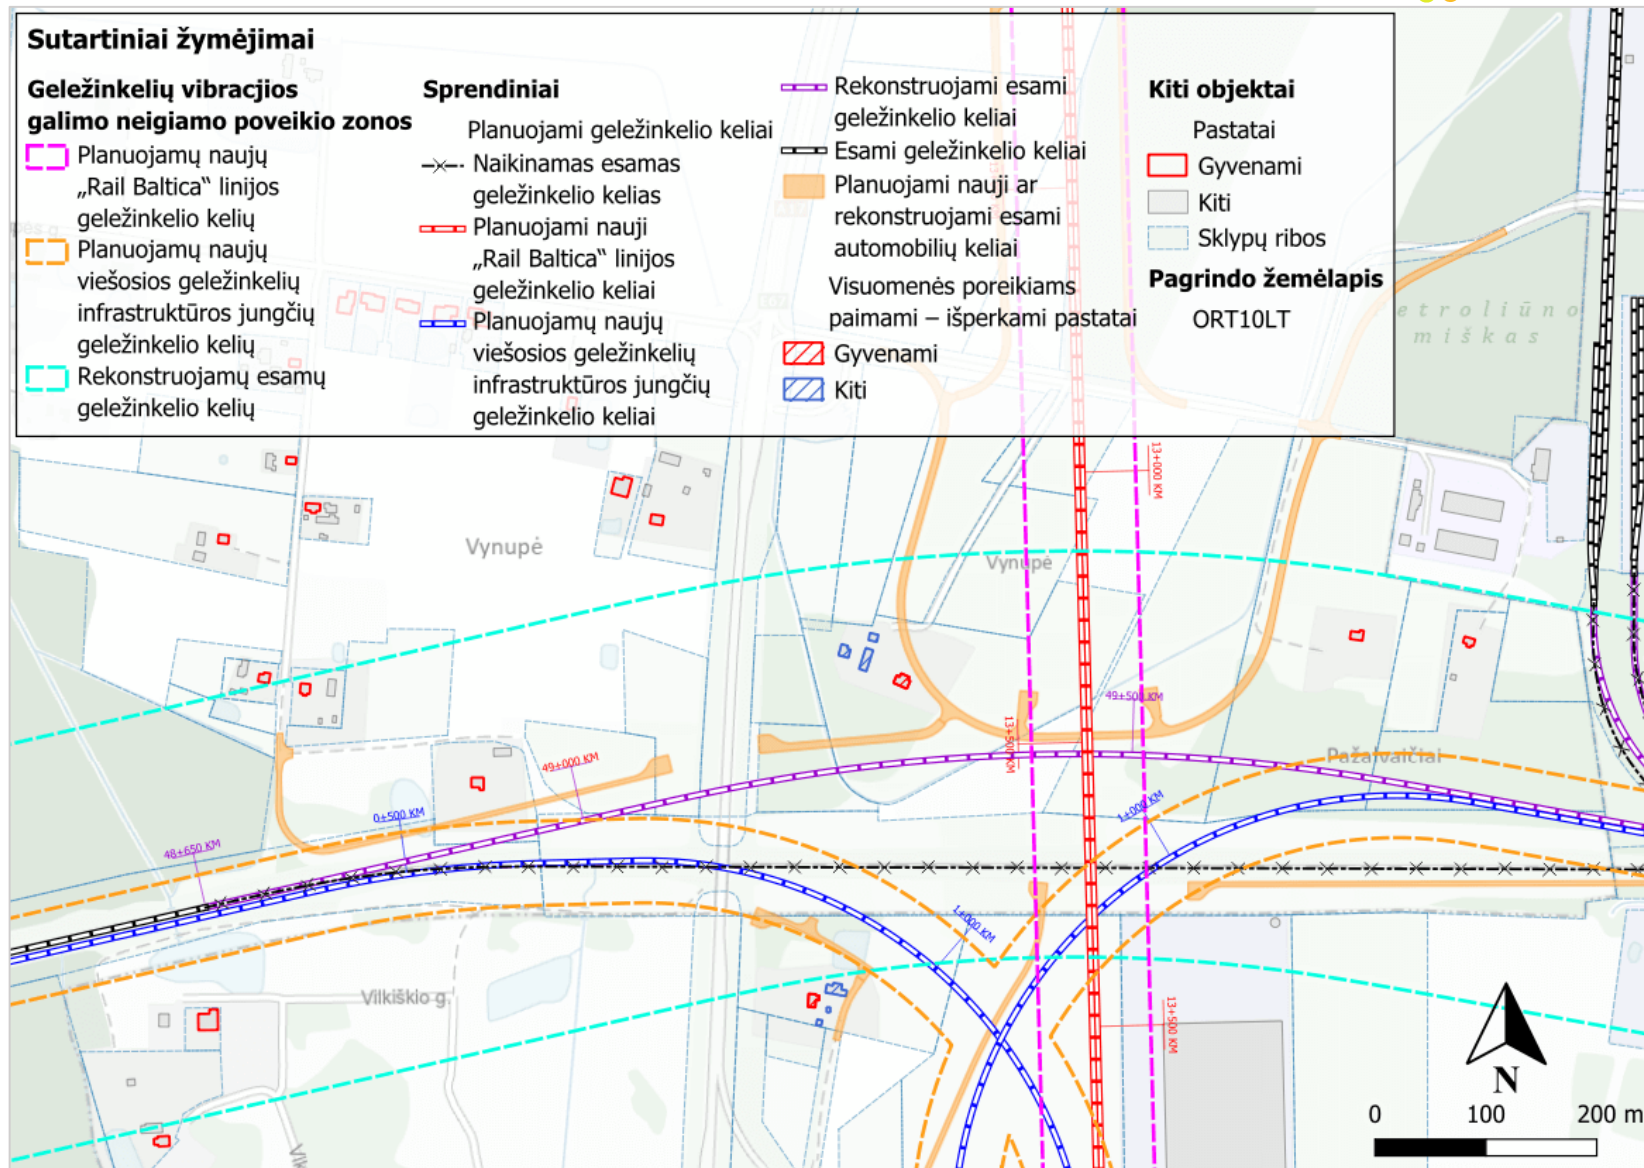 Sutartiniai žymėjimai
Geležinkelių vibracjios
galimo neigiamo poveikio zonos
Planuojamų naujų
„Rail Baltica“ linijos
geležinkelio kelių
Planuojamų naujų
viešosios geležinkelių
infrastruktūros jungčių
geležinkelio kelių
Rekonstruojamų esamų
geležinkelio kelių
Sprendiniai
Planuojami geležinkelio keliai
Naikinamas esamas
geležinkelio kelias
Planuojami nauji
„Rail Baltica“ linijos
geležinkelio keliai
Planuojamų naujų
viešosios geležinkelių
infrastruktūros jungčių
geležinkelio keliai
Rekonstruojami esami
geležinkelio keliai
Esami geležinkelio keliai
Planuojami nauji ar
rekonstruojami esami
automobilių keliai
Visuomenės poreikiams
paimami – išperkami pastatai
Gyvenami
Kiti
Kiti objektai
Pastatai
Gyvenami
Kiti
Sklypų ribos
Pagrindo žemėlapis
ORT10LT
etroliūno
miškas
13+000 KM
Vynupė
Vynupė
49+500 KM
13+500 KM
Pažalvaičiai
49+000 KM
0+500 KM
1+000 KM
48+650 KM
1+000 KM
Vilkiškio g.
13+500 KM
N
0 100 200 m